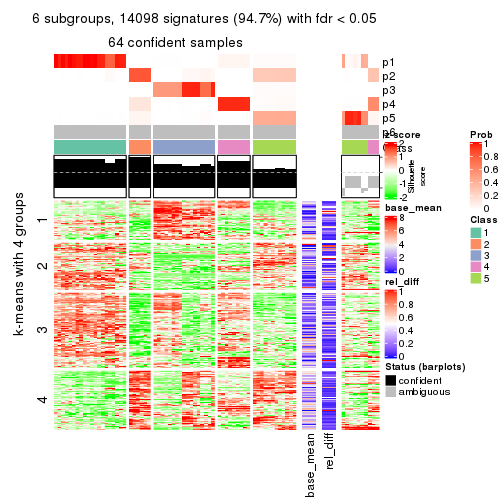 6 subgroups, 14098 signatures (94.7%) with fdr < 0.05
64 confident samples
p1
p2
p3
p4
p5
p6
Class
Silhouette
score
1
2
3
4
k-means with 4 groups
base_mean
rel_diff
z-score
2
1
0
-1
-2
base_mean
8
6
4
2
0
rel_diff
1
0.8
0.6
0.4
0.2
0
Status (barplots)
confident
ambiguous
Prob
1
0.8
0.6
0.4
0.2
0
Class
1
2
3
4
5